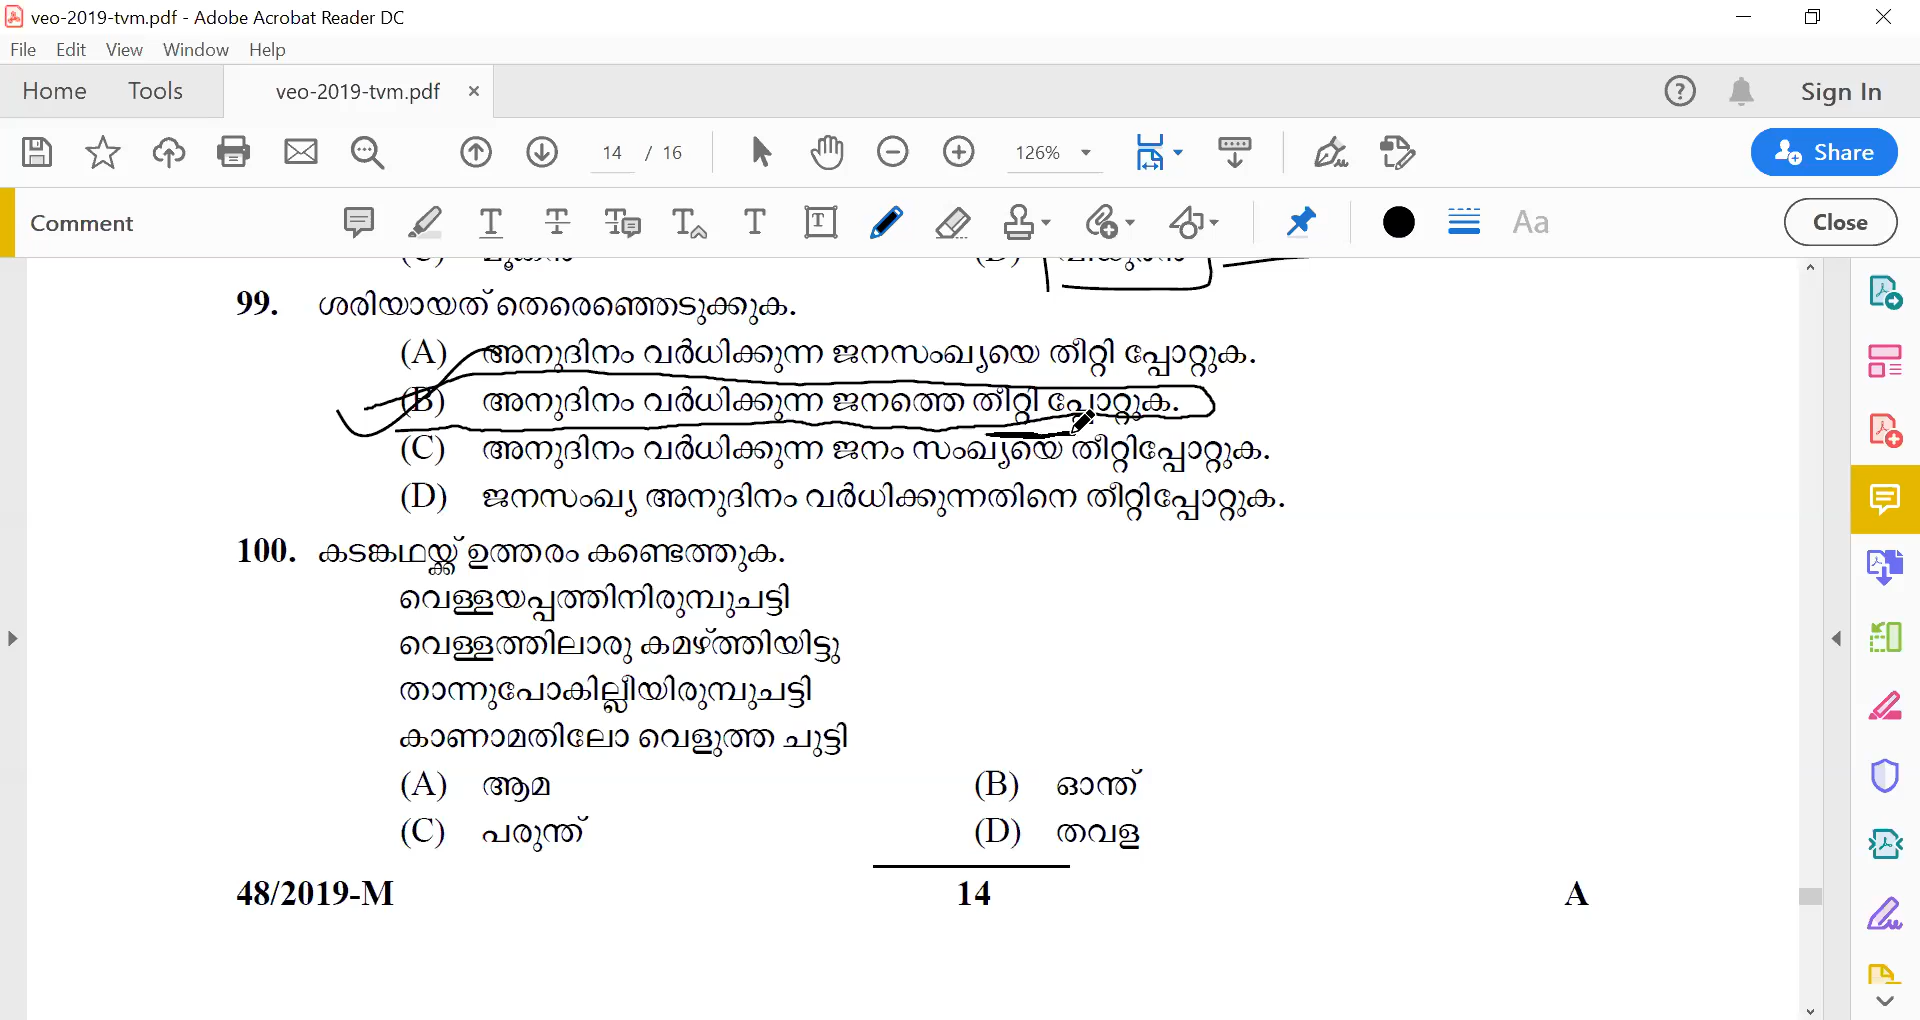 veo-2019-tvm.pdf - Adobe Acrobat Reader DC
File Edit View Window Help
Home Tools veo-2019-tvm.pdf × Sign In
14 / 16 126% Share
Comment Aa Close
99. ശരിയായത് തെരെഞ്ഞെടുക്കുക.
(A) അനുദിനം വർധിക്കുന്ന ജനസംഖ്യയെ തീറ്റി പ്പോറ്റുക.
(B) അനുദിനം വർധിക്കുന്ന ജനത്തെ തീറ്റി പ്പോറ്റുക.
(C) അനുദിനം വർധിക്കുന്ന ജനം സംഖ്യയെ തീറ്റിപ്പോറ്റുക.
(D) ജനസംഖ്യ അനുദിനം വർധിക്കുന്നതിനെ തീറ്റിപ്പോറ്റുക.
100. കടങ്കഥയ്ക്ക് ഉത്തരം കണ്ടെത്തുക.
വെള്ളയപ്പത്തിനിരുമ്പുചട്ടി
വെള്ളത്തിലാരു കമഴ്ത്തിയിട്ടു
താന്നുപോകില്ലീയിരുമ്പുചട്ടി
കാണാമതിലോ വെളുത്ത ചുട്ടി
(A) ആമ (B) ഓന്ത്
(C) പരുന്ത് (D) തവള
48/2019-M 14 A